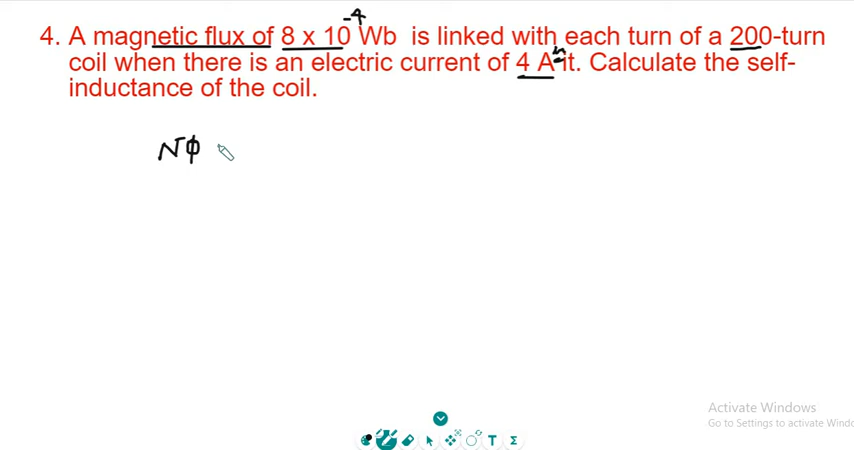 4. A magnetic flux of 8 x 10⁻⁴ Wb is linked with each turn of a 200-turn
coil when there is an electric current of 4 A in it. Calculate the self-
inductance of the coil.
Nϕ
Activate Windows
Go to Settings to activate Windo
T Σ